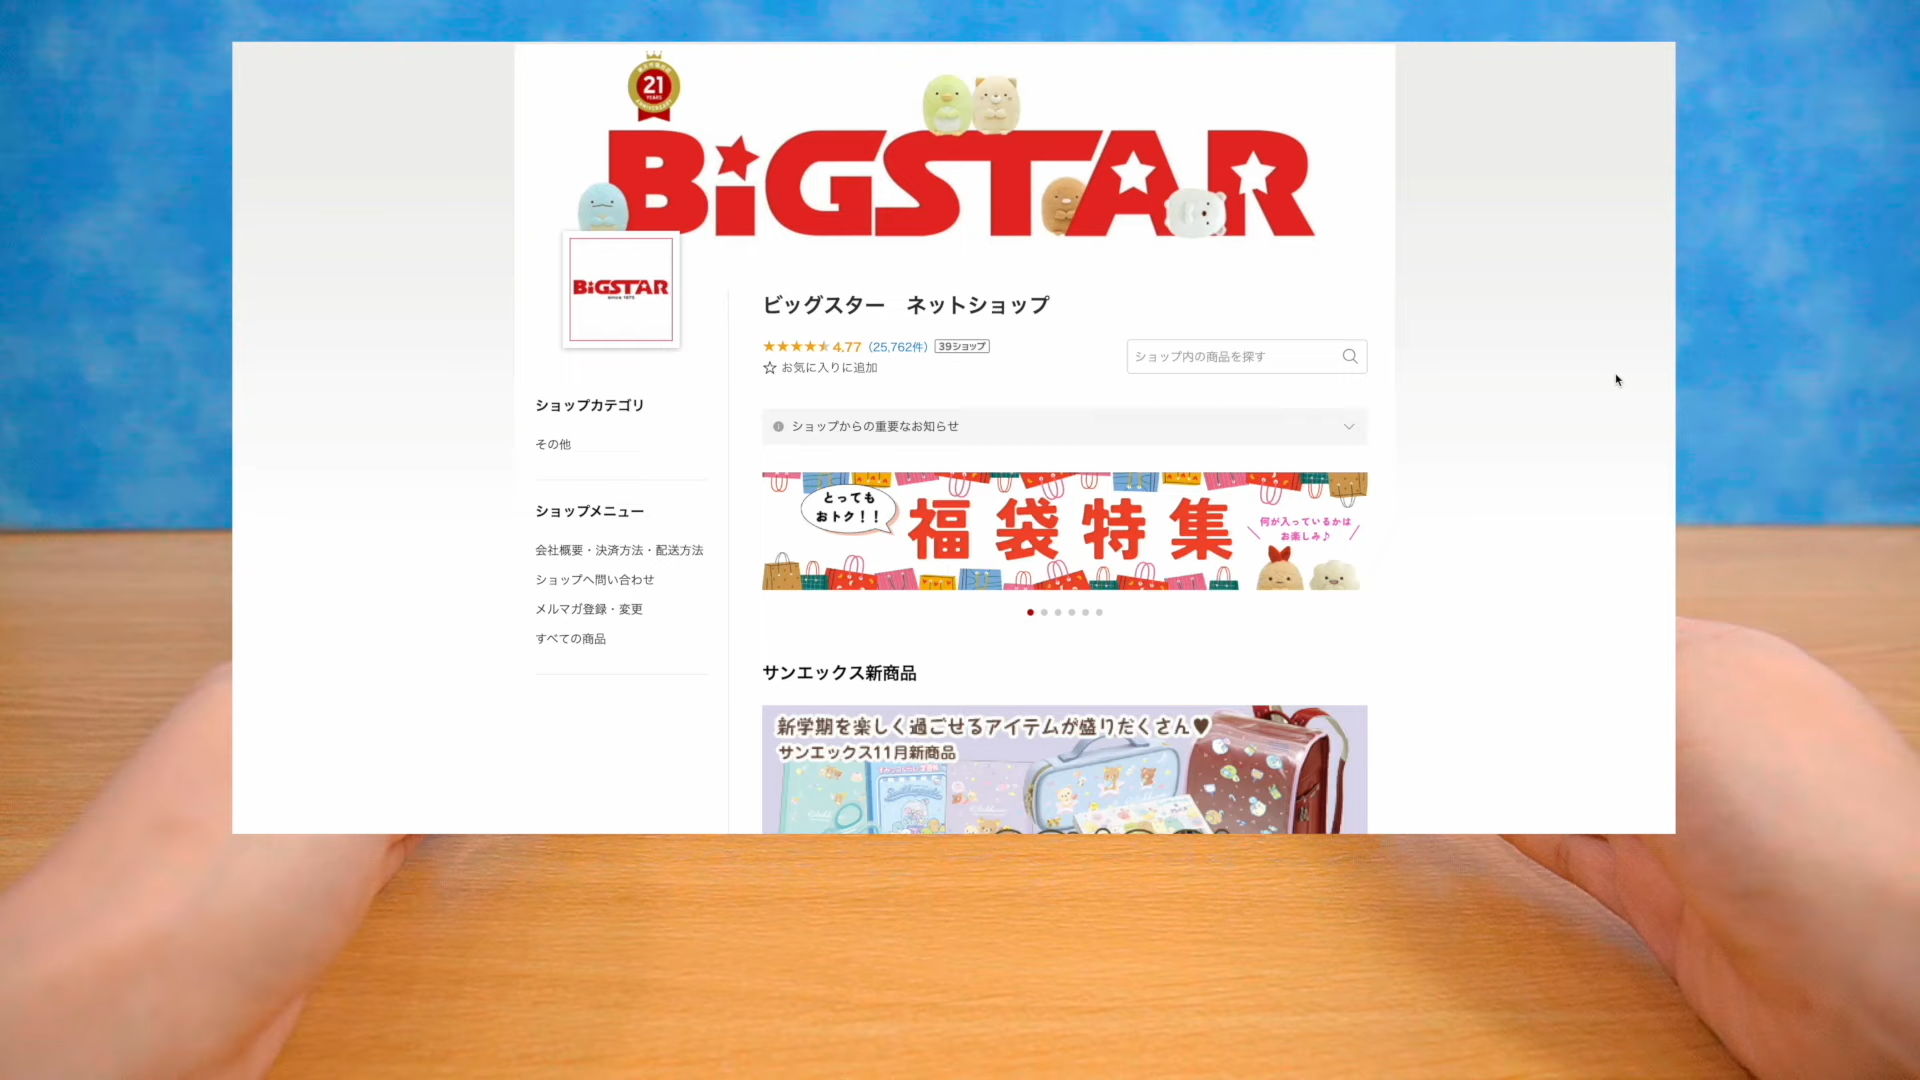 21
YEARS
ANNIVERSARY
BiGSTAR
BiGSTAR
since 1970
ビッグスター　ネットショップ
4.77 (25,762件) 39ショップ
お気に入りに追加
ショップ内の商品を探す
ショップカテゴリ
その他
ショップメニュー
会社概要・決済方法・配送方法
ショップへ問い合わせ
メルマガ登録・変更
すべての商品
ショップからの重要なお知らせ
とっても
おトク！！
福袋特集
何が入っているかは
お楽しみ♪
サンエックス新商品
新学期を楽しく過ごせるアイテムが盛りだくさん♥
サンエックス11月新商品